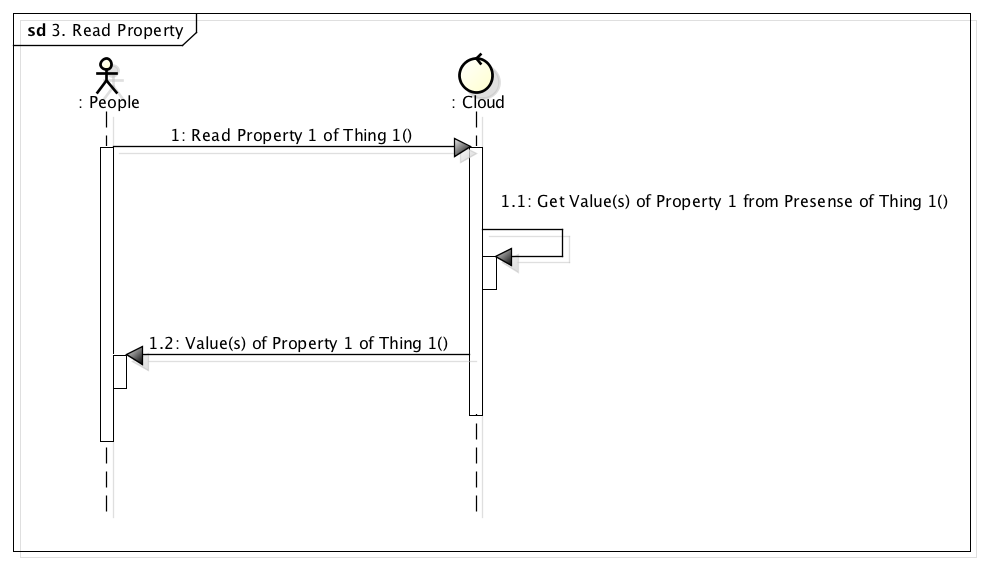 sd 3. Read Property
: People
: Cloud
1: Read Property 1 of Thing 1()
1.1: Get Value(s) of Property 1 from Presense of Thing 1()
1.2: Value(s) of Property 1 of Thing 1()